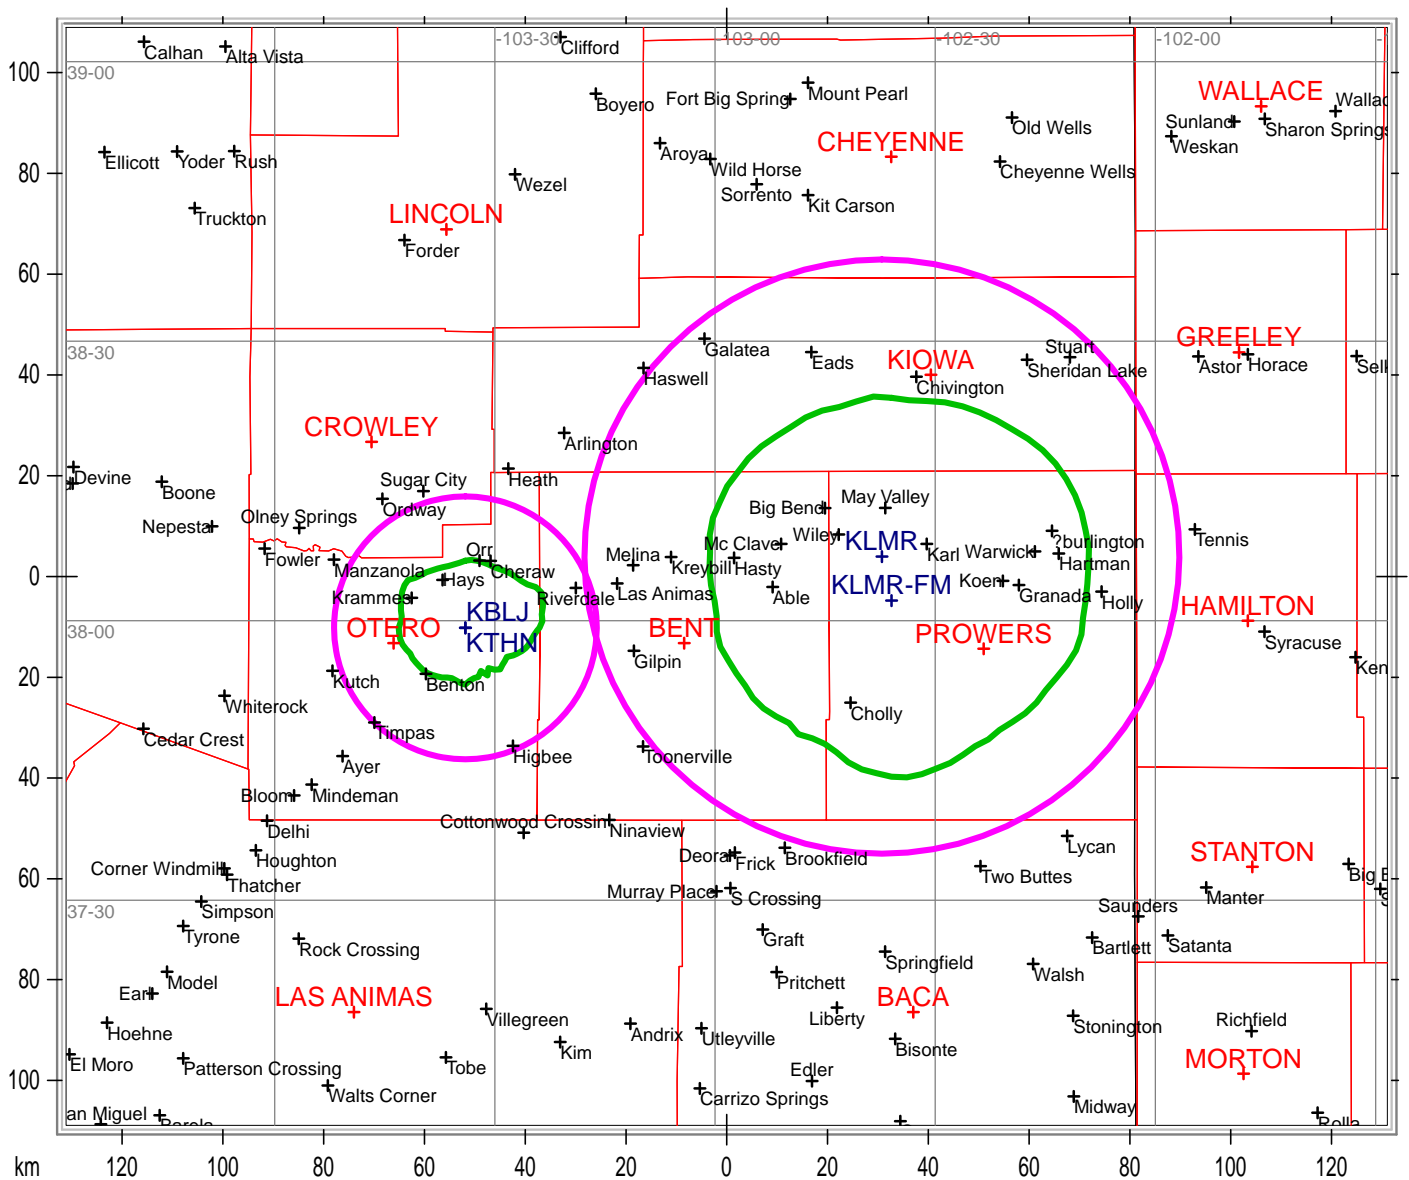 -103-30
-103-00
-102-30
-102-00
Clifford
Calhan
Alta Vista
39-00
100
Boyero
Fort Big Spring
Mount Pearl
WALLACE
Old Wells
Sunland
Sharon Springs
CHEYENNE
Weskan
Ellicott
Yoder
Rush
Aroya
Wild Horse
Cheyenne Wells
80
Wezel
Sorrento
Kit Carson
Truckton
LINCOLN
Forder
60
38-30
Galatea
Stuart
GREELEY
Haswell
Eads
KIOWA
Sheridan Lake
Astor
Horace
40
Chivington
CROWLEY
Arlington
Devine
Sugar City
Heath
20
Boone
Ordway
May Valley
Big Bend
Nepesta
Olney Springs
Wiley
KLMR
?burlington
Tennis
Fowler
Orr
Melina
Mc Clave
Karl
Warwick
Manzanola
Cheraw
Kreybill
Hasty
Hartman
0
Hays
Las Animas
Able
KLMR-FM
Koen
Granada
Holly
Krammes
Riverdale
KBLJ
HAMILTON
38-00
OTERO
KTHN
BENT
PROWERS
Syracuse
Gilpin
20
Kutch
Benton
Whiterock
Cholly
Cedar Crest
Timpas
Higbee
Toonerville
Ayer
40
Bloom
Mindeman
Delhi
Cottonwood Crossin
Ninaview
Lycan
Houghton
Deora
Frick
Brookfield
STANTON
Corner Windmill
Two Buttes
60
Thatcher
Murray Place
S Crossing
Manter
37-30
Simpson
Saunders
Tyrone
Rock Crossing
Graft
Bartlett
Satanta
Springfield
Walsh
80
Model
Pritchett
Earl
LAS ANIMAS
BACA
Hoehne
Villegreen
Andrix
Utleyville
Liberty
Stonington
Richfield
El Moro
Kim
Bisonte
Patterson Crossing
Tobe
MORTON
100
Walts Corner
Edler
Carrizo Springs
Midway
an Miguel
Rolla
km
120
100
80
60
40
20
0
20
40
60
80
100
120